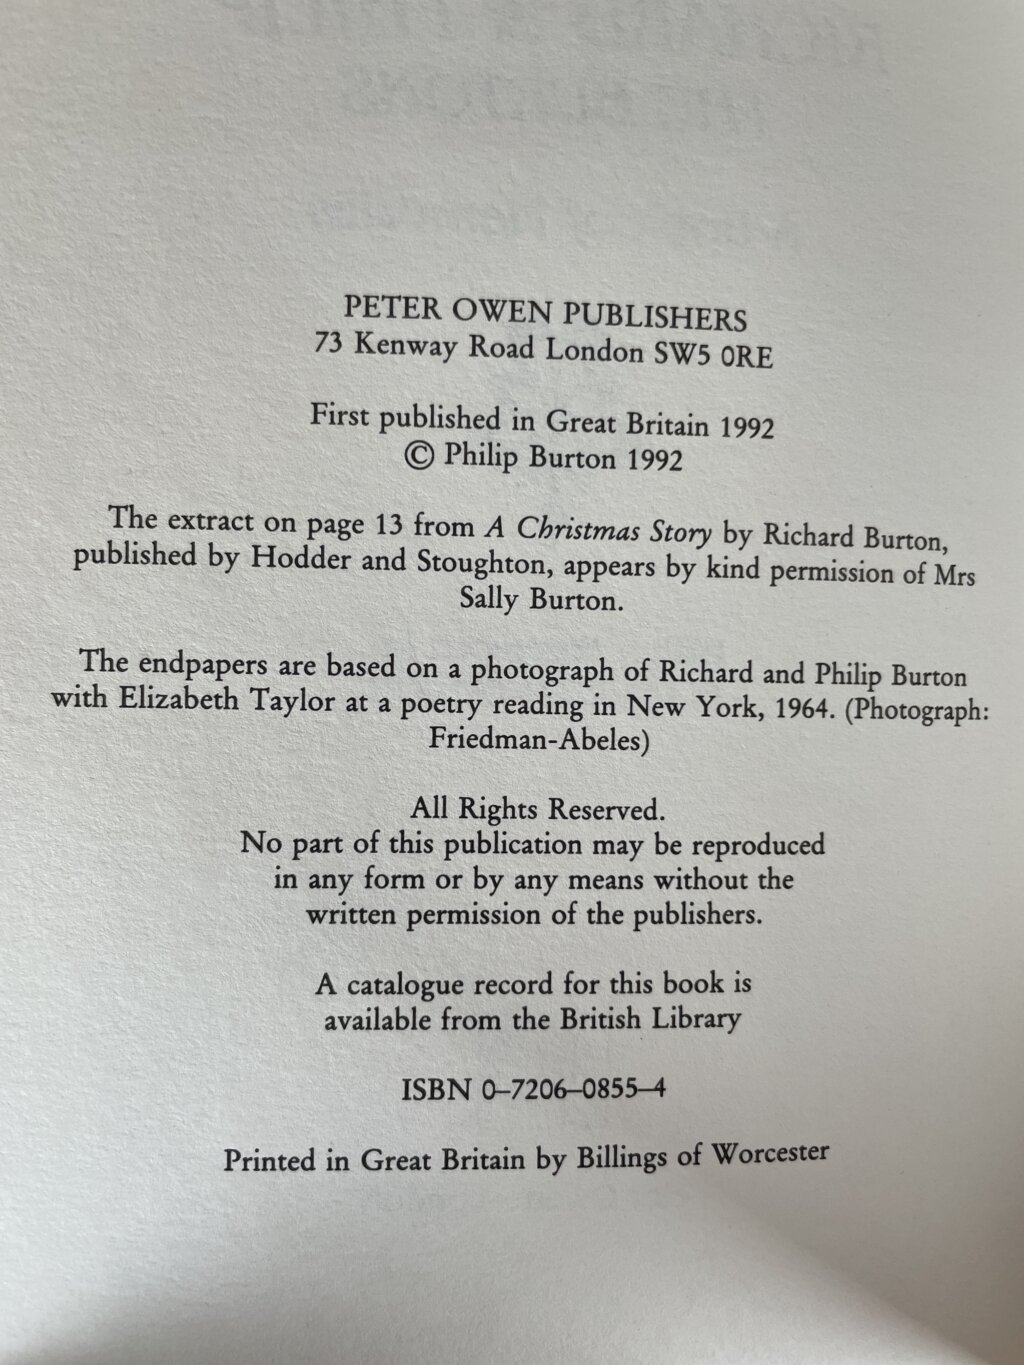 PETER OWEN PUBLISHERS
73 Kenway Road London SW5 0RE
First published in Great Britain 1992
© Philip Burton 1992
The extract on page 13 from A Christmas Story by Richard Burton,
published by Hodder and Stoughton, appears by kind permission of Mrs
Sally Burton.
The endpapers are based on a photograph of Richard and Philip Burton
with Elizabeth Taylor at a poetry reading in New York, 1964. (Photograph:
Friedman-Abeles)
All Rights Reserved.
No part of this publication may be reproduced
in any form or by any means without the
written permission of the publishers.
A catalogue record for this book is
available from the British Library
ISBN 0–7206–0855–4
Printed in Great Britain by Billings of Worcester